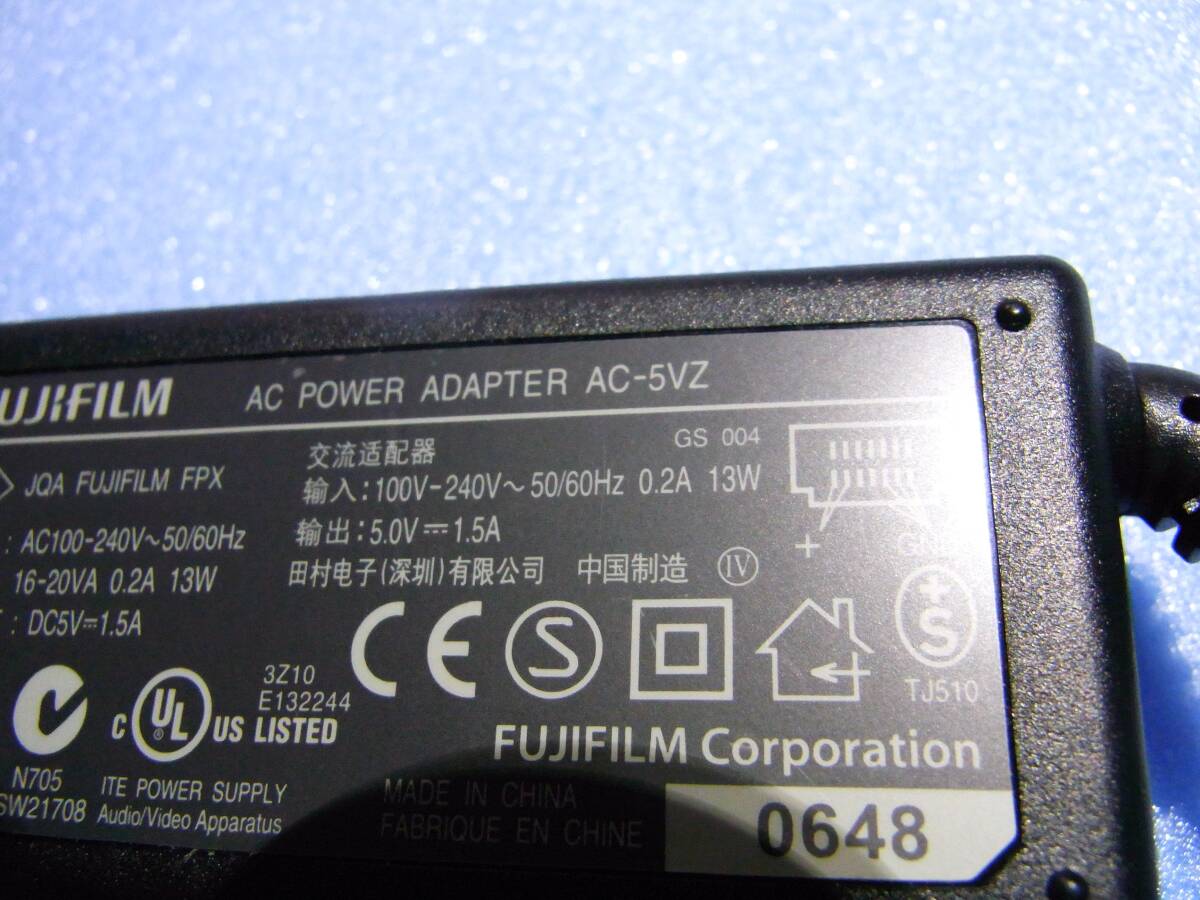 FUJIFILM AC POWER ADAPTER AC-5VZ
JQA FUJIFILM FPX
: AC100-240V~50/60Hz
16-20VA 0.2A 13W
: DC5V⎓1.5A
交流适配器 GS 004
输入:100V-240V~50/60Hz 0.2A 13W
输出:5.0V⎓1.5A
田村电子(深圳)有限公司 中国制造 IV
+
CE S
+S
TJ510
N705
SW21708
C UL ® US LISTED
3Z10
E132244
ITE POWER SUPPLY
Audio/Video Apparatus
FUJIFILM Corporation
MADE IN CHINA
FABRIQUE EN CHINE
0648